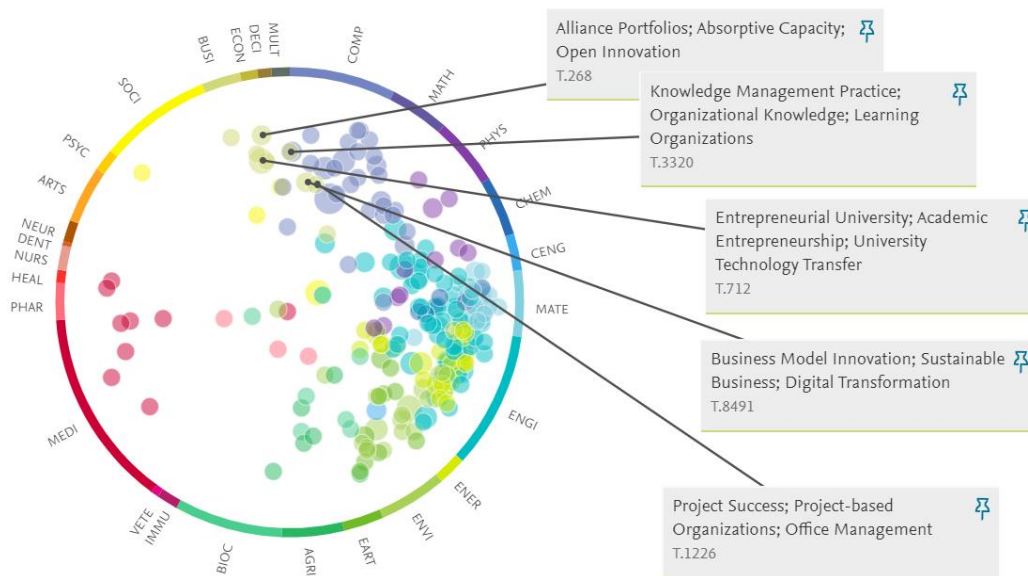 Alliance Portfolios; Absorptive Capacity;
Open Innovation
T.268
Knowledge Management Practice;
Organizational Knowledge; Learning
Organizations
T.3320
Entrepreneurial University; Academic
Entrepreneurship; University
Technology Transfer
T.712
Business Model Innovation; Sustainable
Business; Digital Transformation
T.8491
Project Success; Project-based
Organizations; Office Management
T.1226
COMP
MATH
PHYS
CHEM
CENG
MATE
ENGI
ENER
ENVI
EART
AGRI
BIOC
IMMU
VETE
MEDI
PHAR
HEAL
NURS
DENT
NEUR
ARTS
PSYC
SOCI
BUSI
ECON
DECI
MULT